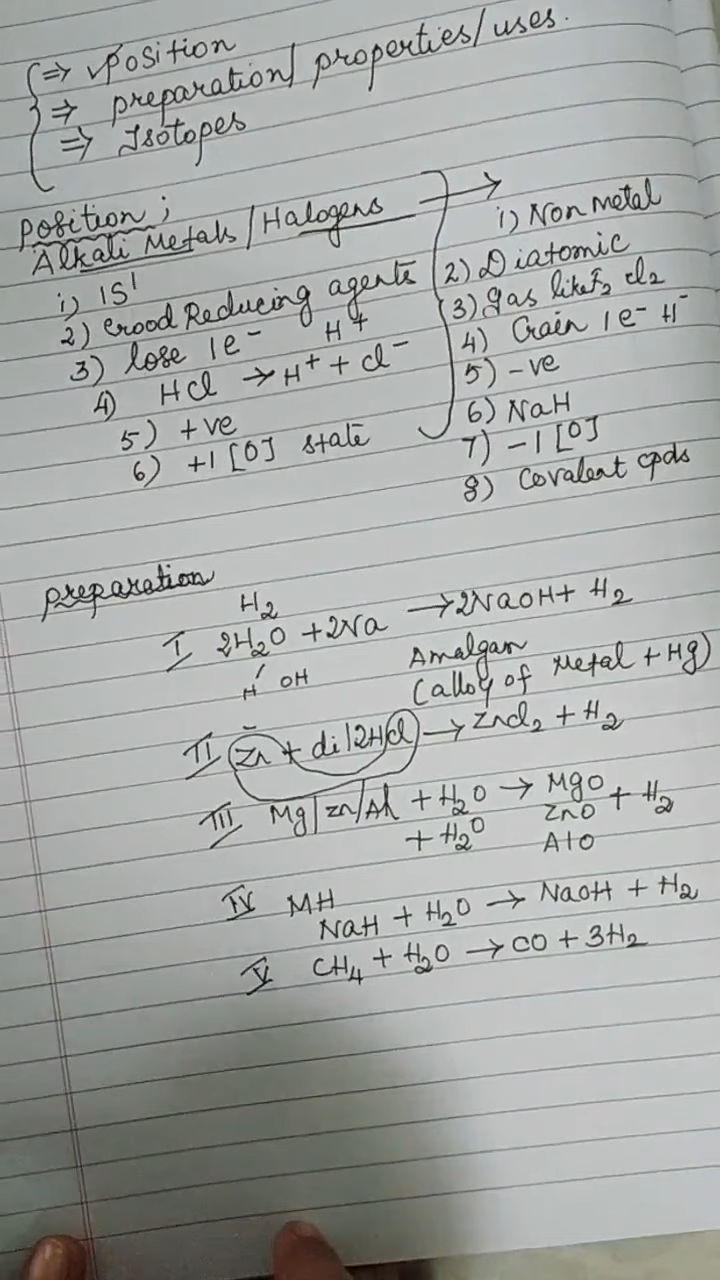 ⇒ position
⇒ preparation/ properties/uses.
⇒ Isotopes
position ;
Alkali Metals / Halogens →
1) 1S¹
2) Good Reducing agents
3) lose 1e⁻ H⁺
4) HCl → H⁺ + Cl⁻
5) +ve
6) +1 [O] state
1) Non metal
2) Diatomic
3) gas like F₂ Cl₂
4) Gain 1e⁻ H⁻
5) -ve
6) NaH
7) -1 [O]
8) Covalent cpds
preparation
H₂
I 2H₂O + 2Na → 2NaOH + H₂
H OH
Amalgam
(alloy of Metal + Hg)
II Zn + dil 2HCl → ZnCl₂ + H₂
III Mg/Zn/Al + H₂O → MgO + H₂
+ H₂O ZnO
AlO
IV MH
NaH + H₂O → NaOH + H₂
V CH₄ + H₂O → CO + 3H₂